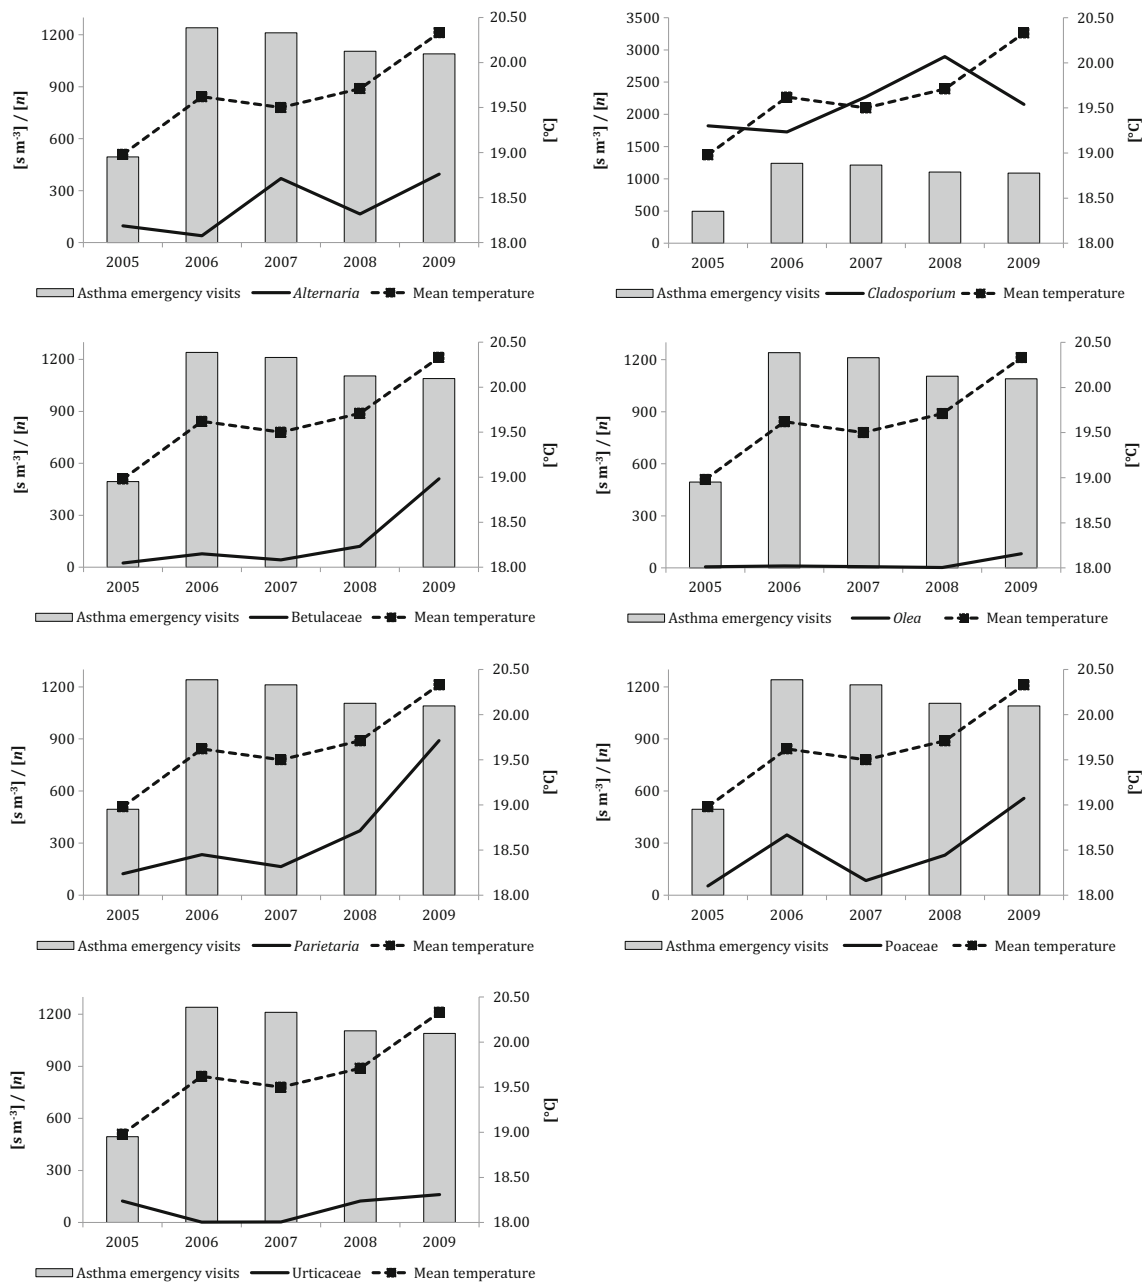 1200
900
600
300
0
[s m-3] / [n]
20.50
20.00
19.50
19.00
18.50
18.00
[°C]
2005 2006 2007 2008 2009
Asthma emergency visits Alternaria Mean temperature
3500
3000
2500
2000
1500
1000
500
0
[s m-3] / [n]
20.50
20.00
19.50
19.00
18.50
18.00
[°C]
2005 2006 2007 2008 2009
Asthma emergency visits Cladosporium Mean temperature
1200
900
600
300
0
[s m-3] / [n]
20.50
20.00
19.50
19.00
18.50
18.00
[°C]
2005 2006 2007 2008 2009
Asthma emergency visits Betulaceae Mean temperature
1200
900
600
300
0
[s m-3] / [n]
20.50
20.00
19.50
19.00
18.50
18.00
[°C]
2005 2006 2007 2008 2009
Asthma emergency visits Olea Mean temperature
1200
900
600
300
0
[s m-3] / [n]
20.50
20.00
19.50
19.00
18.50
18.00
[°C]
2005 2006 2007 2008 2009
Asthma emergency visits Parietaria Mean temperature
1200
900
600
300
0
[s m-3] / [n]
20.50
20.00
19.50
19.00
18.50
18.00
[°C]
2005 2006 2007 2008 2009
Asthma emergency visits Poaceae Mean temperature
1200
900
600
300
0
[s m-3] / [n]
20.50
20.00
19.50
19.00
18.50
18.00
[°C]
2005 2006 2007 2008 2009
Asthma emergency visits Urticaceae Mean temperature